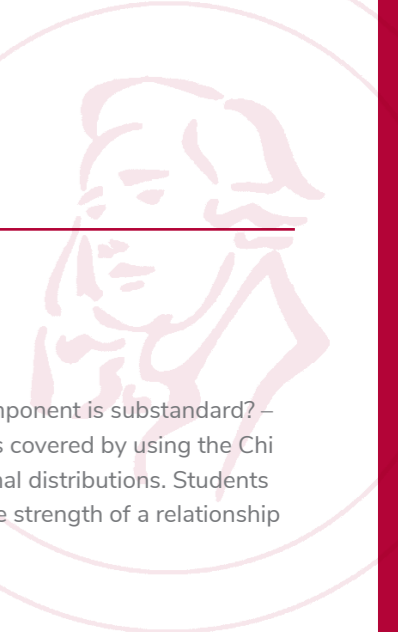 mponent is substandard? –
s covered by using the Chi
nal distributions. Students
e strength of a relationship